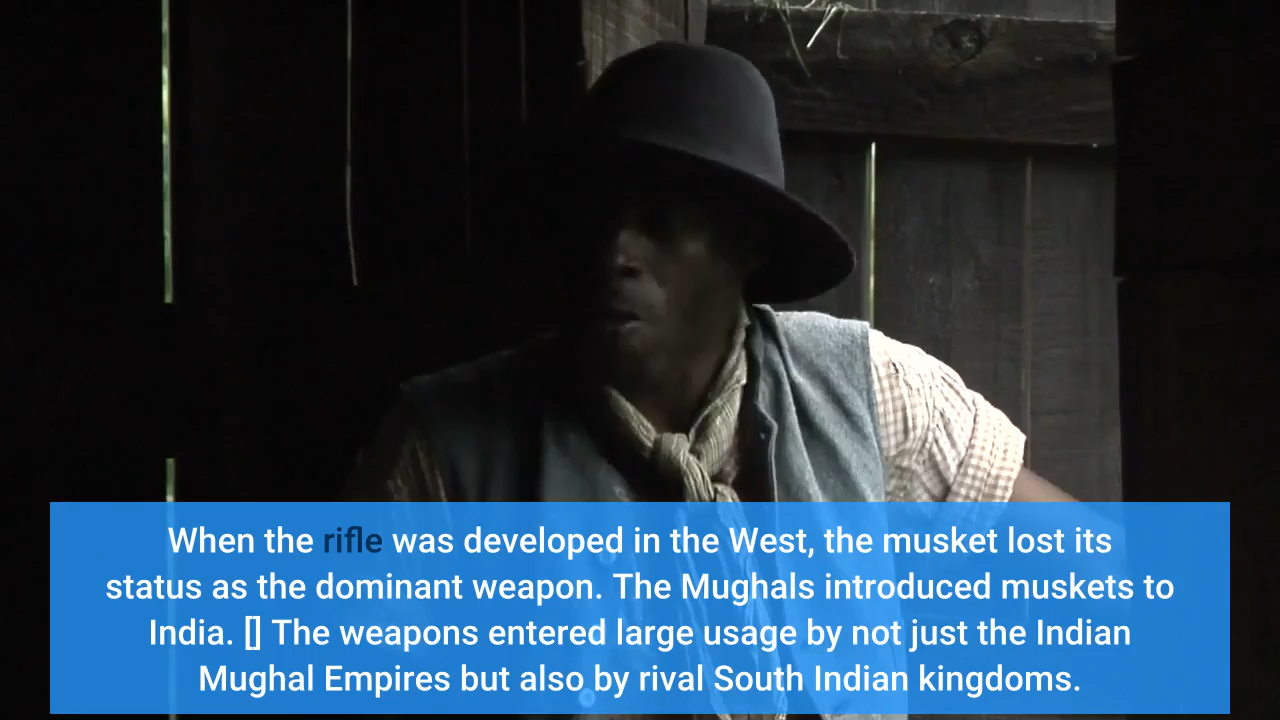 When the rifle was developed in the West, the musket lost its
status as the dominant weapon. The Mughals introduced muskets to
India. [] The weapons entered large usage by not just the Indian
Mughal Empires but also by rival South Indian kingdoms.